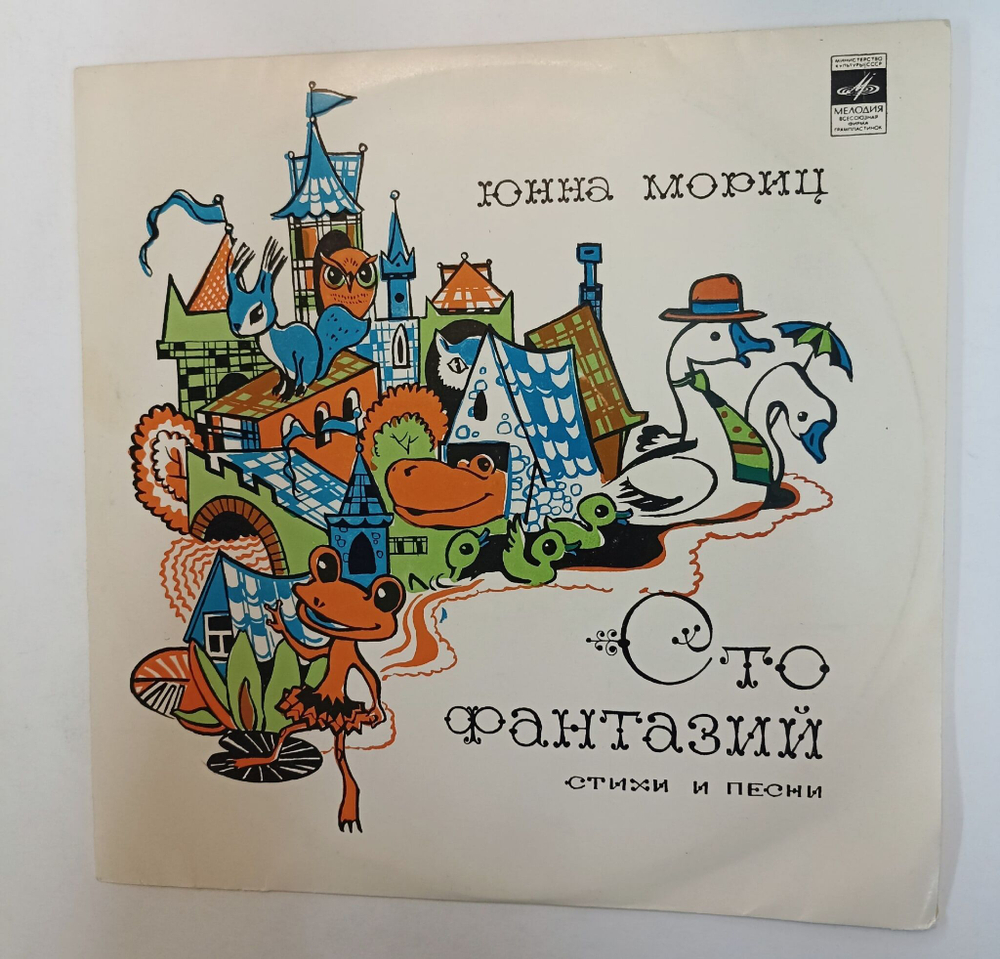 МИНИСТЕРСТВО
КУЛЬТУРЫ СССР
МЕЛОДИЯ
ВСЕСОЮЗНАЯ
ФИРМА
ГРАМПЛАСТИНОК
ЮННА МОРИЦ
СТО
ФАНТАЗИЙ
СТИХИ И ПЕСНИ